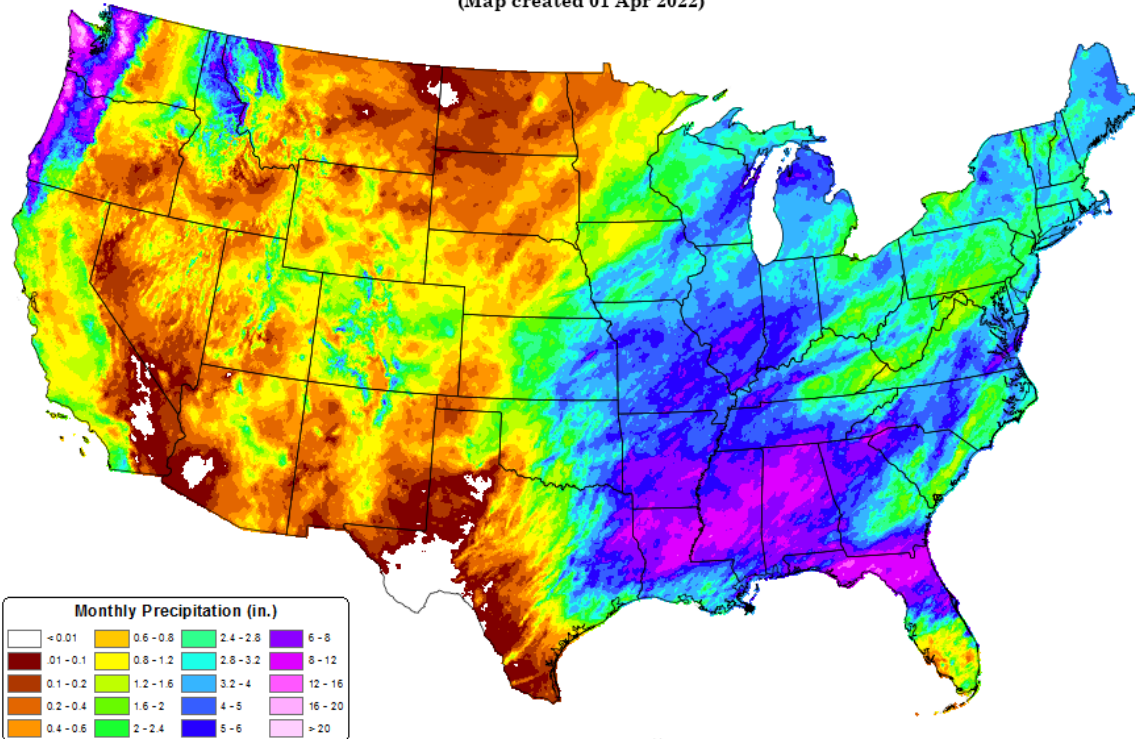 (Map created 01 Apr 2022)
Monthly Precipitation (in.)
< 0.01 0.6 - 0.8 2.4 - 2.8 6 - 8
.01 - 0.1 0.8 - 1.2 2.8 - 3.2 8 - 12
0.1 - 0.2 1.2 - 1.6 3.2 - 4 12 - 16
0.2 - 0.4 1.6 - 2 4 - 5 16 - 20
0.4 - 0.6 2 - 2.4 5 - 6 > 20